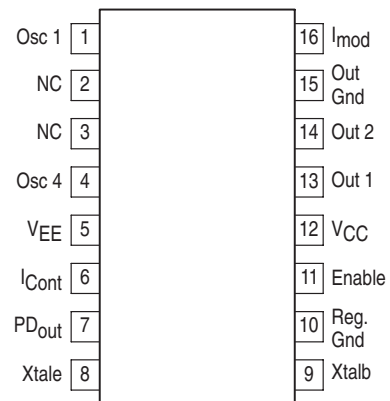 Osc 1 1
NC 2
NC 3
Osc 4 4
VEE 5
ICont 6
PDout 7
Xtale 8
16 Imod
15 Out
Gnd
14 Out 2
13 Out 1
12 VCC
11 Enable
10 Reg.
Gnd
9 Xtalb